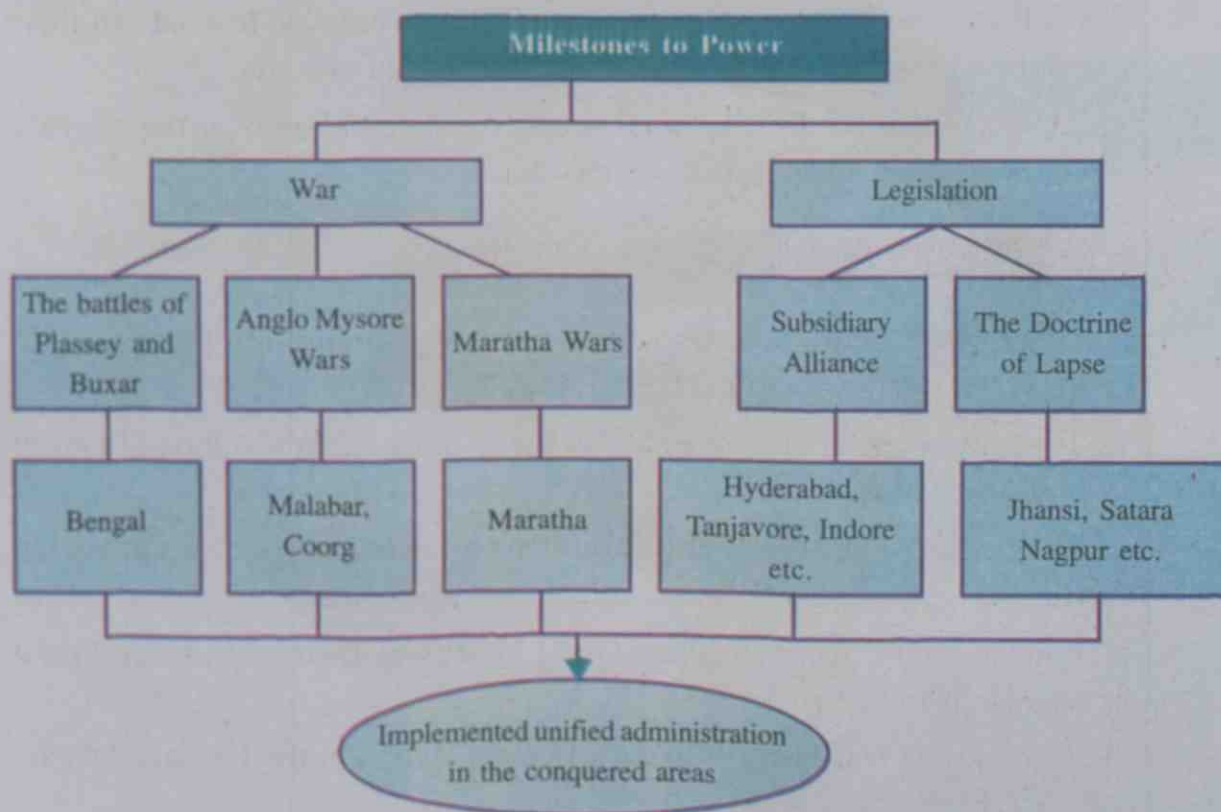 Milestones to Power
War
Legislation
The battles of
Plassey and
Buxar
Anglo Mysore
Wars
Maratha Wars
Subsidiary
Alliance
The Doctrine
of Lapse
Bengal
Malabar,
Coorg
Maratha
Hyderabad,
Tanjavore, Indore
etc.
Jhansi, Satara
Nagpur etc.
Implemented unified administration
in the conquered areas